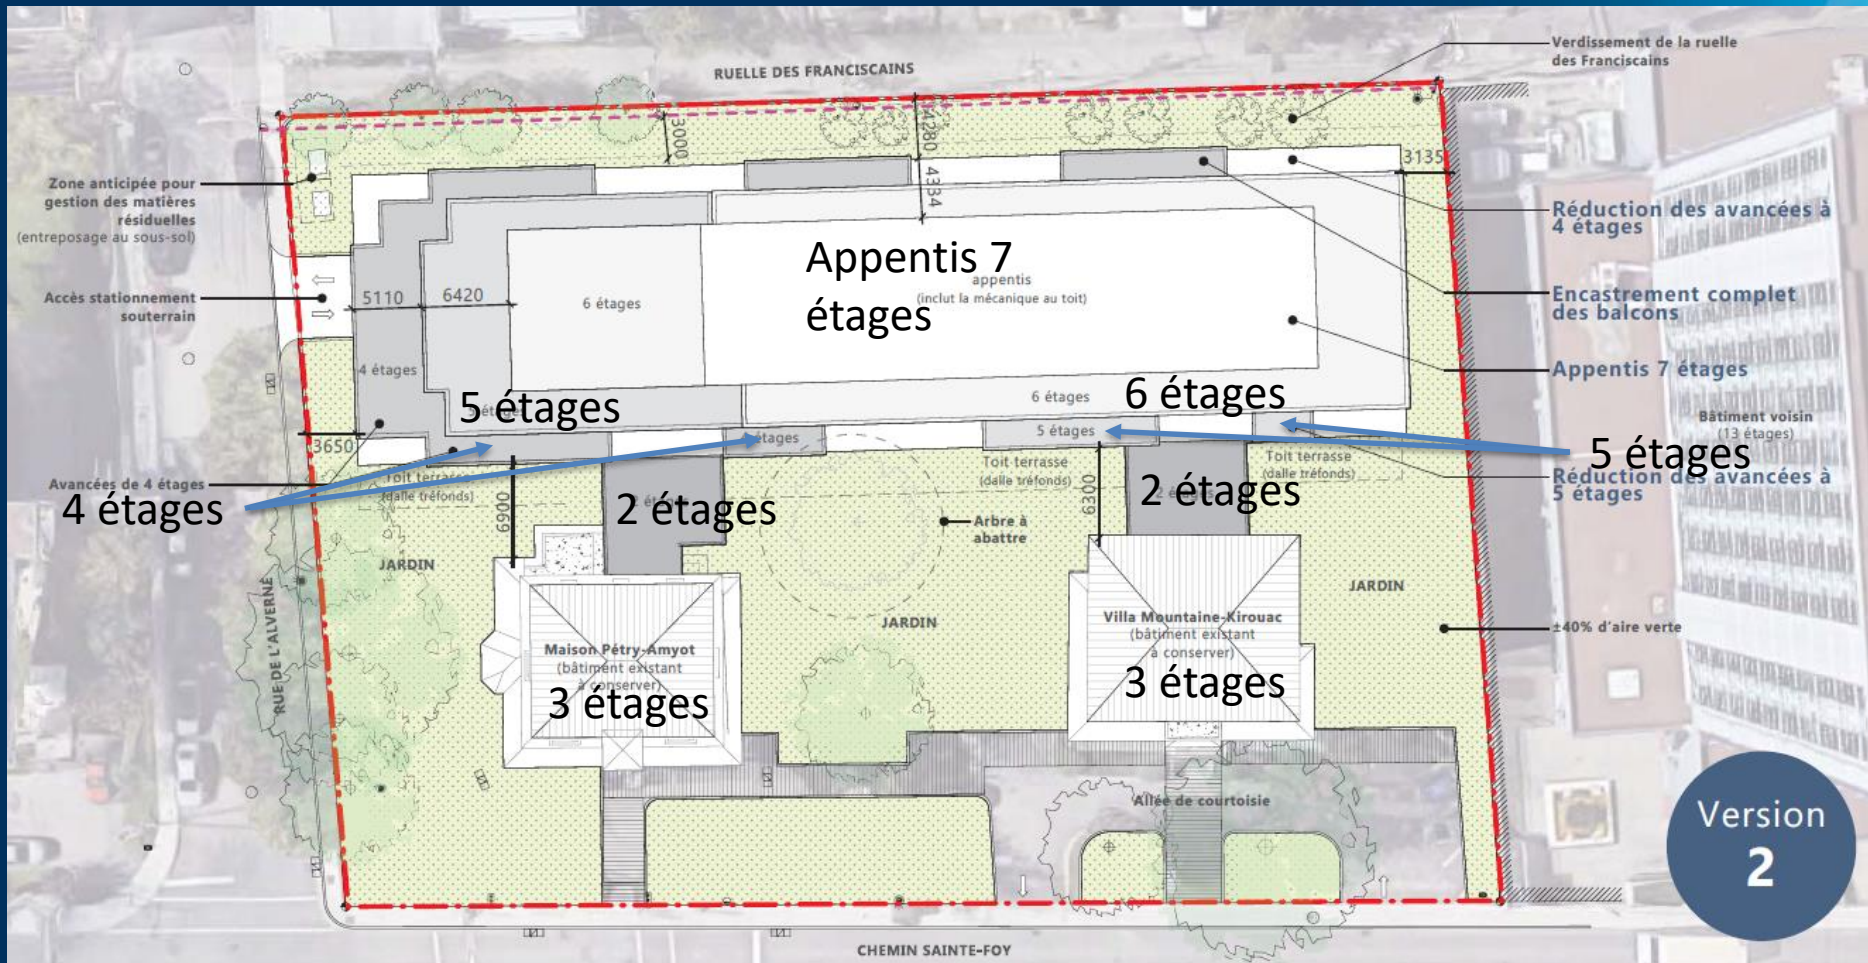 Verdissement de la ruelle
des Franciscains
RUELLE DES FRANCISCAINS
3000
4280
4334
3135
Zone anticipée pour
gestion des matières
résiduelles
(entreposage au sous-sol)
Réduction des avancées à
4 étages
Appentis 7
étages
appentis
(inclut la mécanique au toit)
Accès stationnement
souterrain
5110
6420
6 étages
Encastrement complet
des balcons
4 étages
Appentis 7 étages
5 étages
6 étages
6 étages
Bâtiment voisin
(13 étages)
3650
étages
5 étages
5 étages
Avancées de 4 étages
4 étages
Toit terrasse
(dalle tréfonds)
Toit terrasse
(dalle tréfonds)
Toit terrasse
(dalle tréfonds)
Réduction des avancées à
5 étages
6900
2 étages
6300
2 étages
Arbre à
abattre
JARDIN
JARDIN
JARDIN
RUE DE L'ALVERNE
Maison Pétry-Amyot
(bâtiment existant
à conserver)
3 étages
Villa Mountaine-Kirouac
(bâtiment existant
à conserver)
3 étages
±40% d'aire verte
Allée de courtoisie
Version
2
CHEMIN SAINTE-FOY